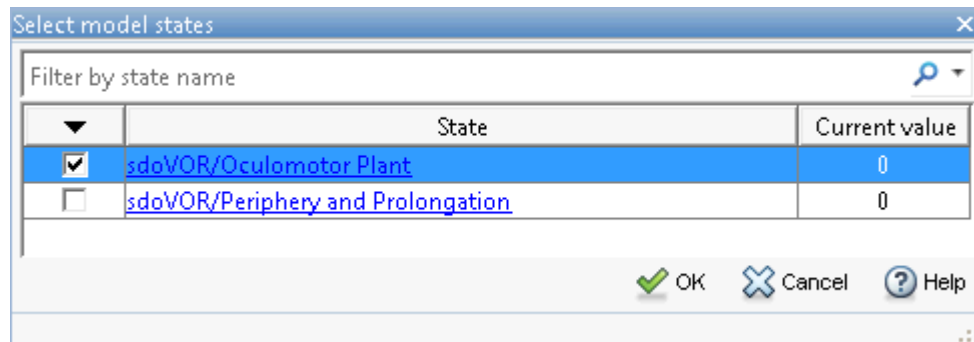 Select model states
Filter by state name
State Current value
sdoVOR/Oculomotor Plant 0
sdoVOR/Periphery and Prolongation 0
OK Cancel Help